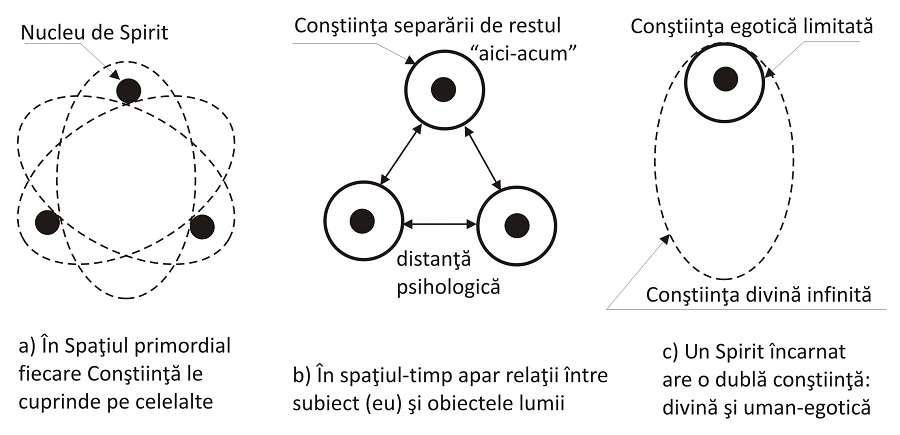 Nucleu de Spirit
Conştiinţa separării de restul
“aici-acum”
Conştiinţa egotică limitată
distanţă
psihologică
Conştiinţa divină infinită
a) În Spaţiul primordial
fiecare Conştiinţă le
cuprinde pe celelalte
b) În spaţiul-timp apar relaţii între
subiect (eu) şi obiectele lumii
c) Un Spirit încarnat
are o dublă conştiinţă:
divină şi uman-egotică